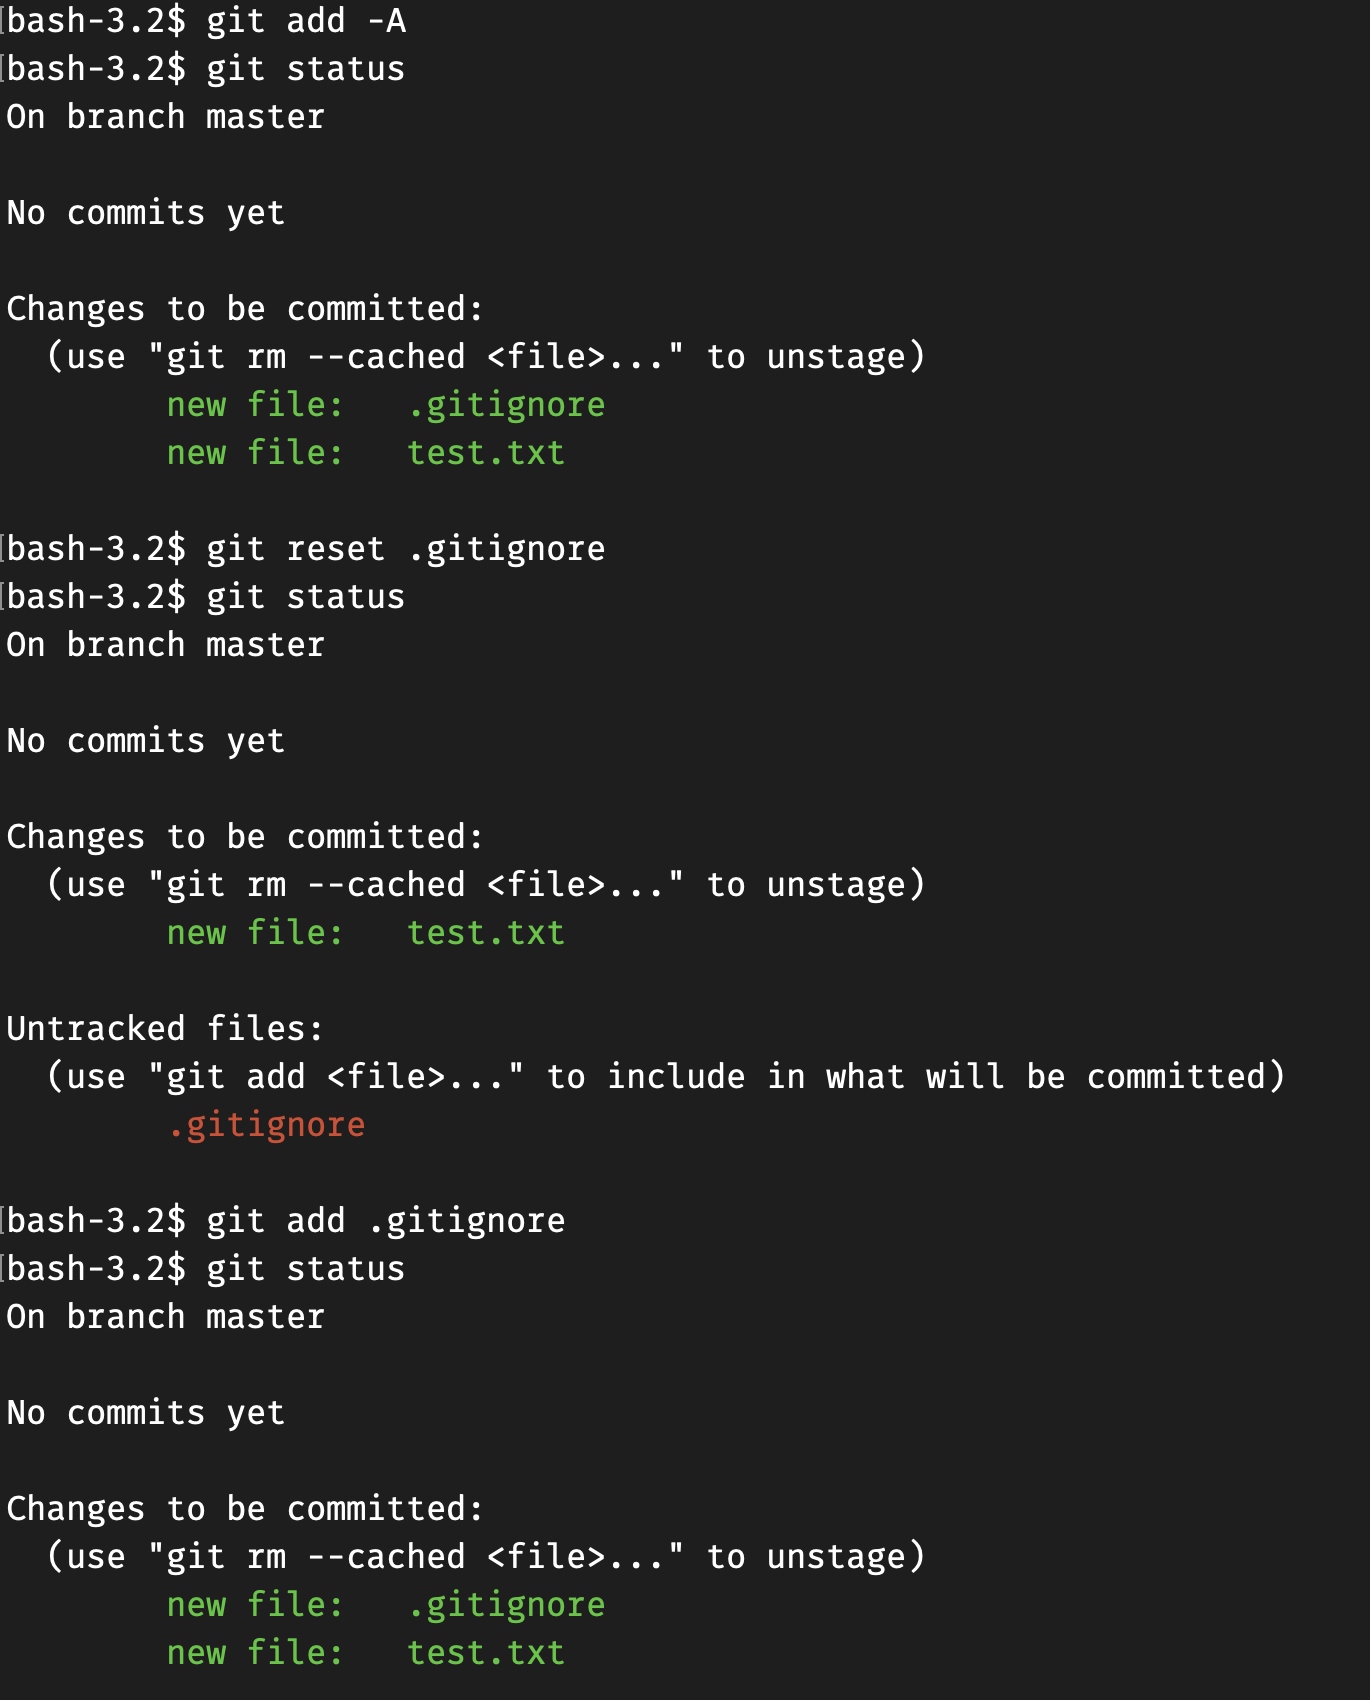 [bash-3.2$ git add -A
[bash-3.2$ git status
On branch master
No commits yet
Changes to be committed:
  (use "git rm --cached <file>..." to unstage)
        new file:   .gitignore
        new file:   test.txt
[bash-3.2$ git reset .gitignore
[bash-3.2$ git status
On branch master
No commits yet
Changes to be committed:
  (use "git rm --cached <file>..." to unstage)
        new file:   test.txt
Untracked files:
  (use "git add <file>..." to include in what will be committed)
        .gitignore
[bash-3.2$ git add .gitignore
[bash-3.2$ git status
On branch master
No commits yet
Changes to be committed:
  (use "git rm --cached <file>..." to unstage)
        new file:   .gitignore
        new file:   test.txt